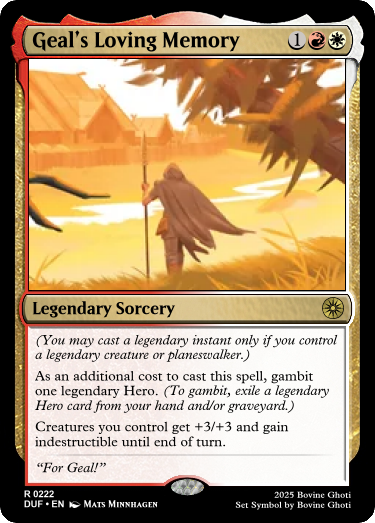 Geal's Loving Memory 1
Legendary Sorcery
(You may cast a legendary instant only if you control
a legendary creature or planeswalker.)
As an additional cost to cast this spell, gambit
one legendary Hero. (To gambit, exile a legendary
Hero card from your hand and/or graveyard.)
Creatures you control get +3/+3 and gain
indestructible until end of turn.
“For Geal!”
R 0222
DUF • EN Mats Minnhagen
2025 Bovine Ghoti
Set Symbol by Bovine Ghoti